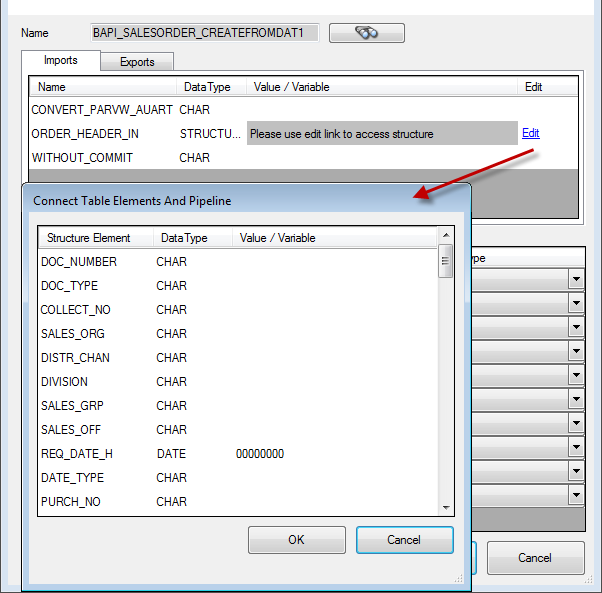 Name BAPI_SALESORDER_CREATEFROMDAT1
Imports Exports
Name DataType Value / Variable Edit
CONVERT_PARVW_AUART CHAR
ORDER_HEADER_IN STRUCTU... Please use edit link to access structure Edit
WITHOUT_COMMIT CHAR
Connect Table Elements And Pipeline
Structure Element DataType Value / Variable
DOC_NUMBER CHAR
DOC_TYPE CHAR
COLLECT_NO CHAR
SALES_ORG CHAR
DISTR_CHAN CHAR
DIVISION CHAR
SALES_GRP CHAR
SALES_OFF CHAR
REQ_DATE_H DATE 00000000
DATE_TYPE CHAR
PURCH_NO CHAR
OK Cancel
ype
Cancel